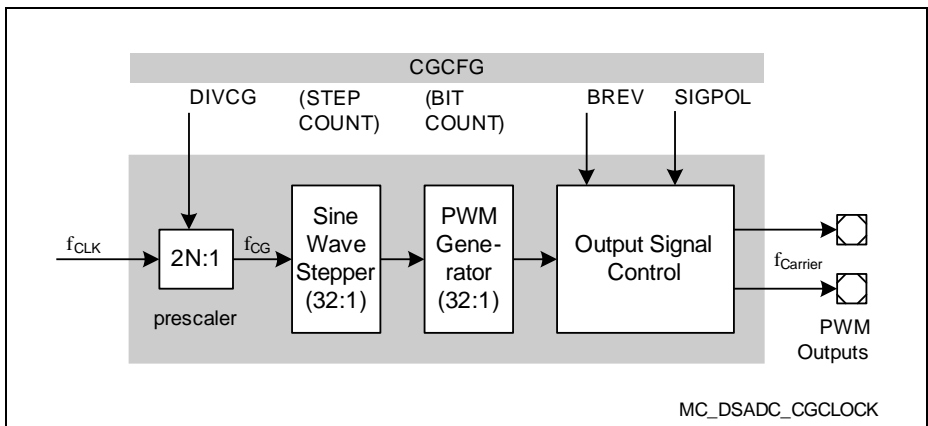 CGCFG
DIVCG
(STEP
COUNT)
(BIT
COUNT)
BREV
SIGPOL
fCLK
2N:1
prescaler
fCG
Sine
Wave
Stepper
(32:1)
PWM
Gene-
rator
(32:1)
Output Signal
Control
fCarrier
PWM
Outputs
MC_DSADC_CGCLOCK